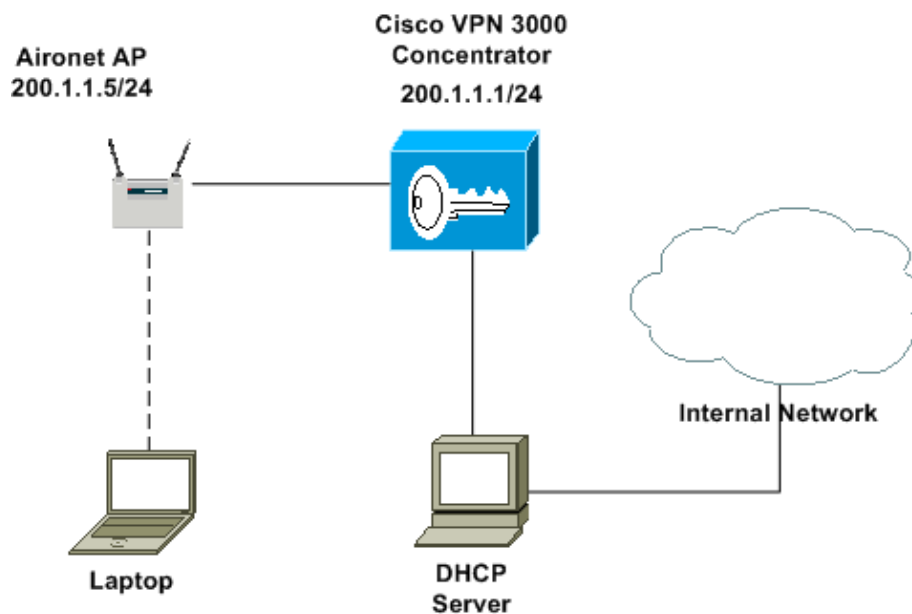 Cisco VPN 3000
Concentrator
200.1.1.1/24
Aironet AP
200.1.1.5/24
Internal Network
Laptop
DHCP
Server